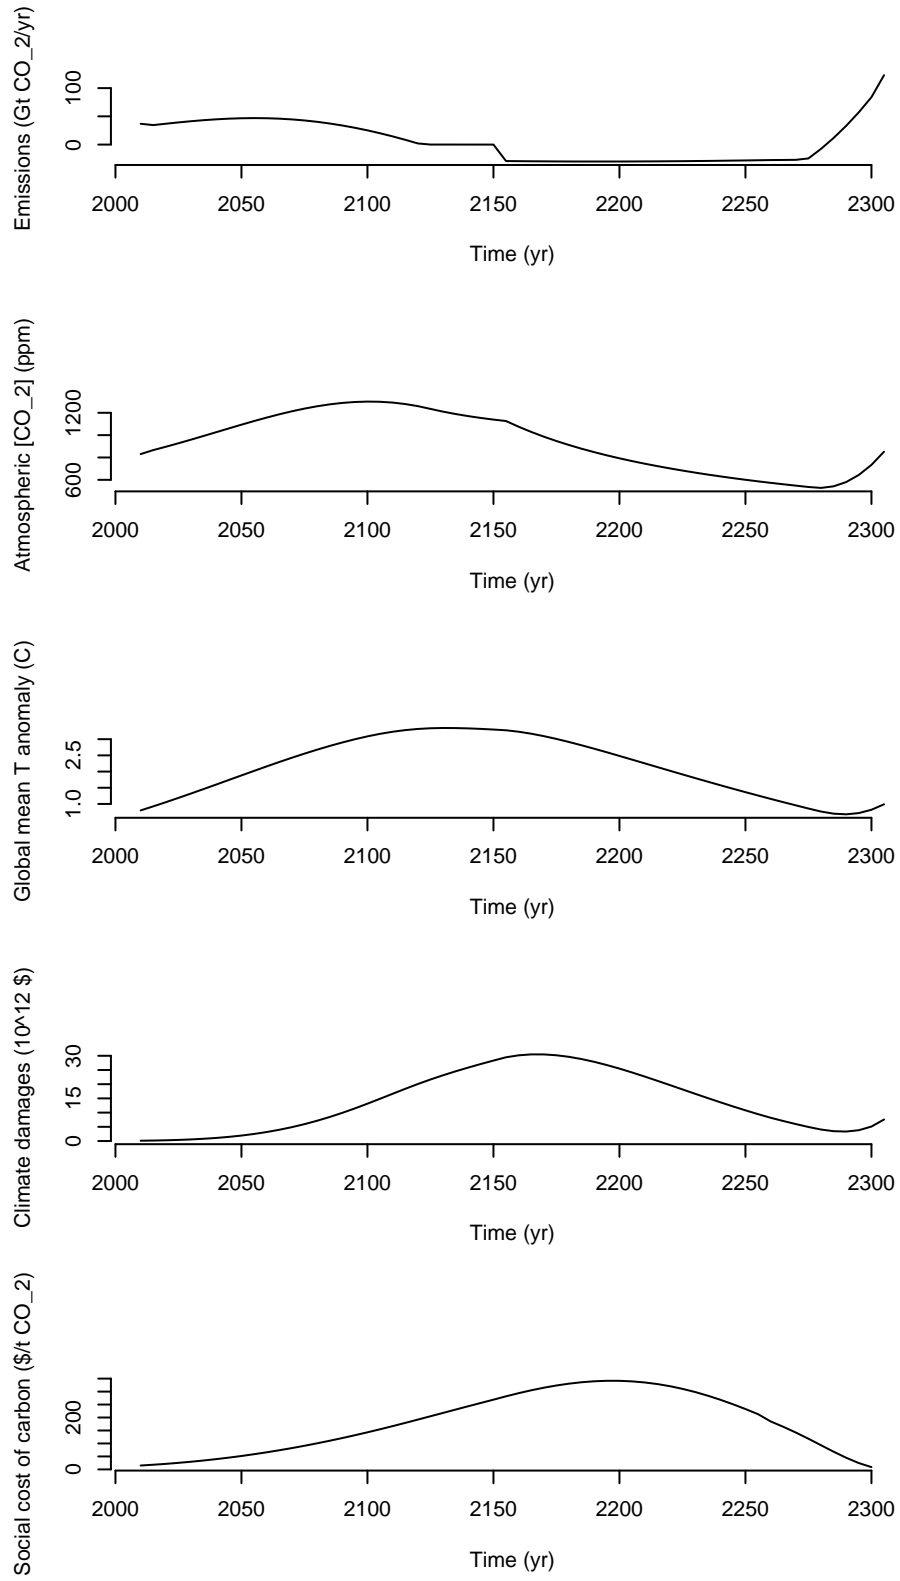 Emissions (Gt CO_2/yr)
0 100
2000 2050 2100 2150 2200 2250 2300
Time (yr)
Atmospheric [CO_2] (ppm)
600 1200
2000 2050 2100 2150 2200 2250 2300
Time (yr)
Global mean T anomaly (C)
1.0 2.5
2000 2050 2100 2150 2200 2250 2300
Time (yr)
Climate damages (10^12 $)
0 15 30
2000 2050 2100 2150 2200 2250 2300
Time (yr)
Social cost of carbon ($/t CO_2)
0 200
2000 2050 2100 2150 2200 2250 2300
Time (yr)